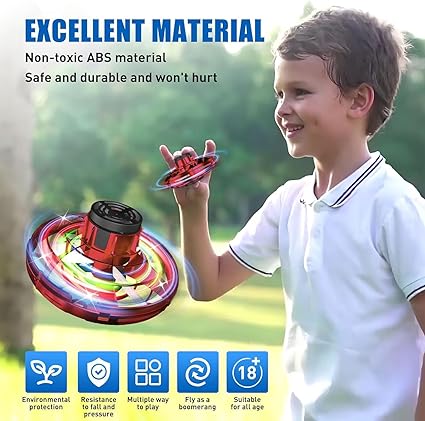 EXCELLENT MATERIAL
Non-toxic ABS material
Safe and durable and won't hurt
18+
Environmental
protection
Resistance
to fall and
pressure
Multiple way
to play
Fly as a
boomerang
Suitable
for all age